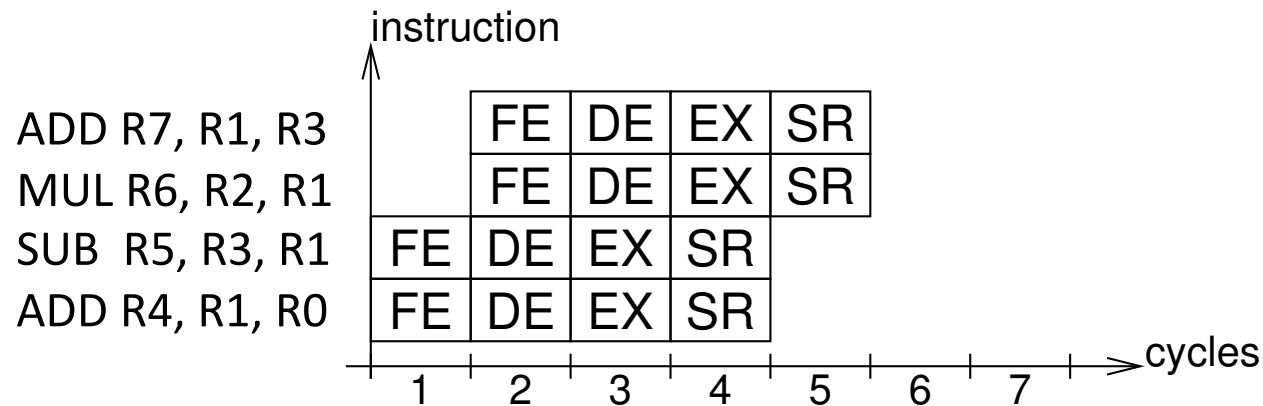 instruction
ADD R7, R1, R3 FE DE EX SR
MUL R6, R2, R1 FE DE EX SR
SUB R5, R3, R1 FE DE EX SR
ADD R4, R1, R0 FE DE EX SR
cycles
1 2 3 4 5 6 7